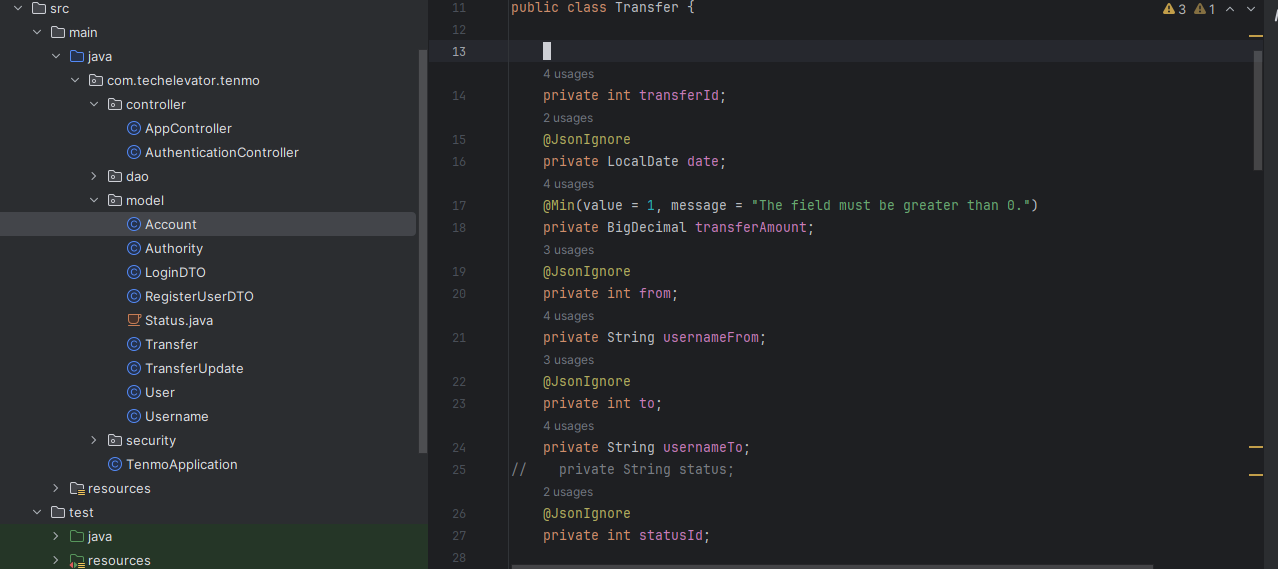 src
main
java
com.techelevator.tenmo
controller
AppController
AuthenticationController
dao
model
Account
Authority
LoginDTO
RegisterUserDTO
Status.java
Transfer
TransferUpdate
User
Username
security
TenmoApplication
resources
test
java
resources
11 public class Transfer {
3 1
12
13
4 usages
14 private int transferId;
2 usages
15 @JsonIgnore
16 private LocalDate date;
4 usages
17 @Min(value = 1, message = "The field must be greater than 0.")
18 private BigDecimal transferAmount;
3 usages
19 @JsonIgnore
20 private int from;
4 usages
21 private String usernameFrom;
3 usages
22 @JsonIgnore
23 private int to;
4 usages
24 private String usernameTo;
25 // private String status;
2 usages
26 @JsonIgnore
27 private int statusId;
28